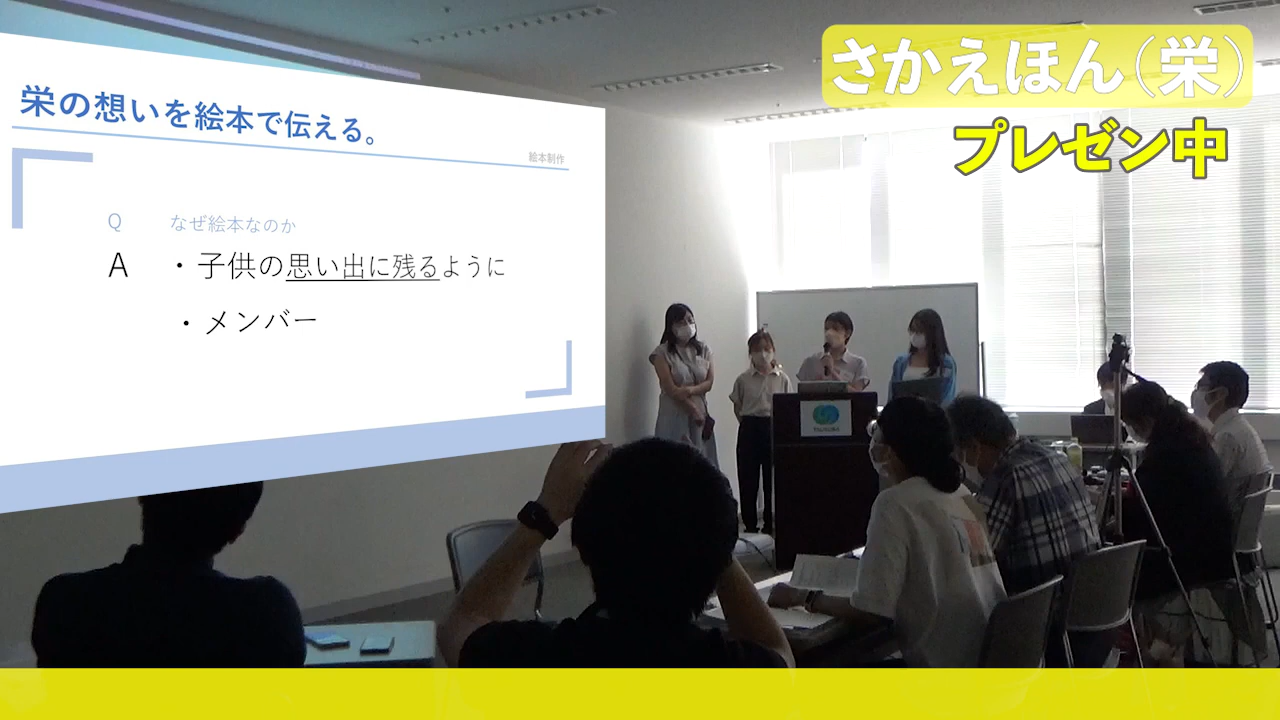 さかえほん（栄）
プレゼン中
栄の想いを絵本で伝える。
絵本制作
Q なぜ絵本なのか
A ・子供の思い出に残るように
・メンバー